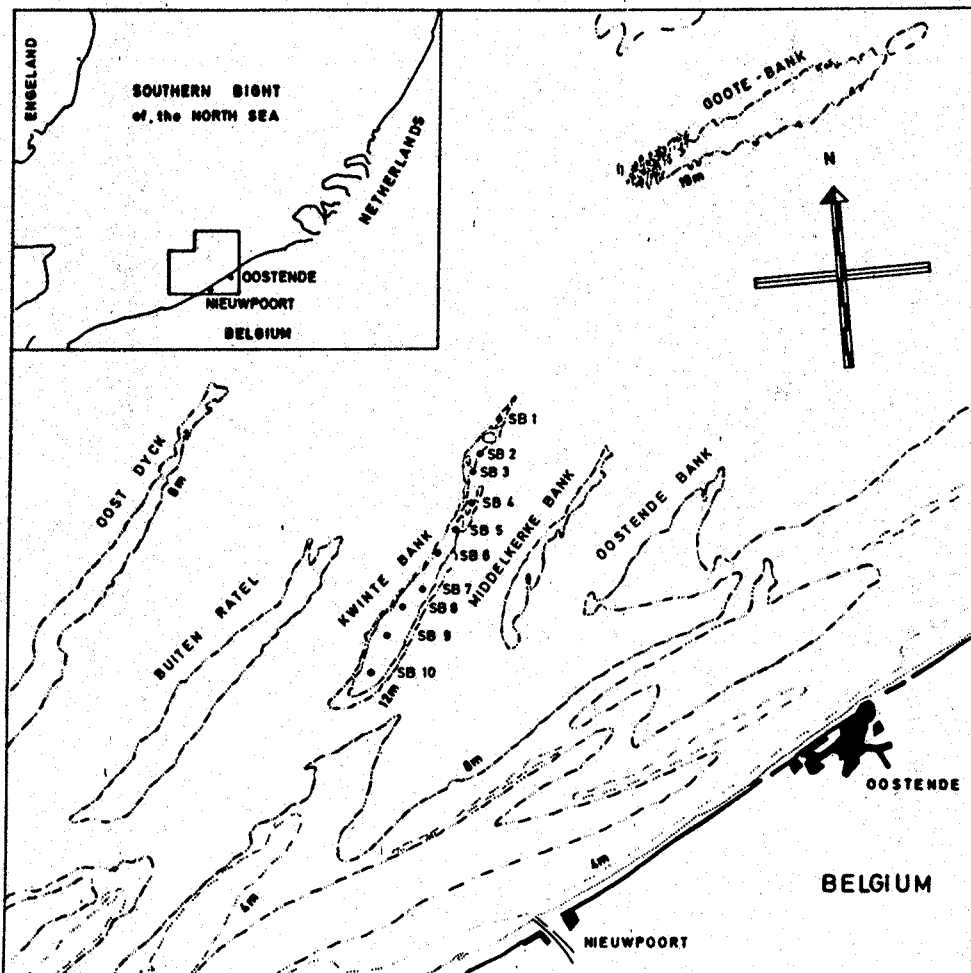 ENGELAND
SOUTHERN BIGHT
of, the NORTH SEA
NETHERLANDS
OOSTENDE
NIEUWPOORT
BELGIUM
GOOTE-BANK
18m
N
OOST DYCK
8m
BUITEN RATEL
KWINTE BANK
SB 1
SB 2
SB 3
SB 4
SB 5
SB 6
SB 7
SB 8
SB 9
SB 10
12m
MIDDELKERKE BANK
OOSTENDE BANK
8m
4m
4m
OOSTENDE
BELGIUM
NIEUWPOORT